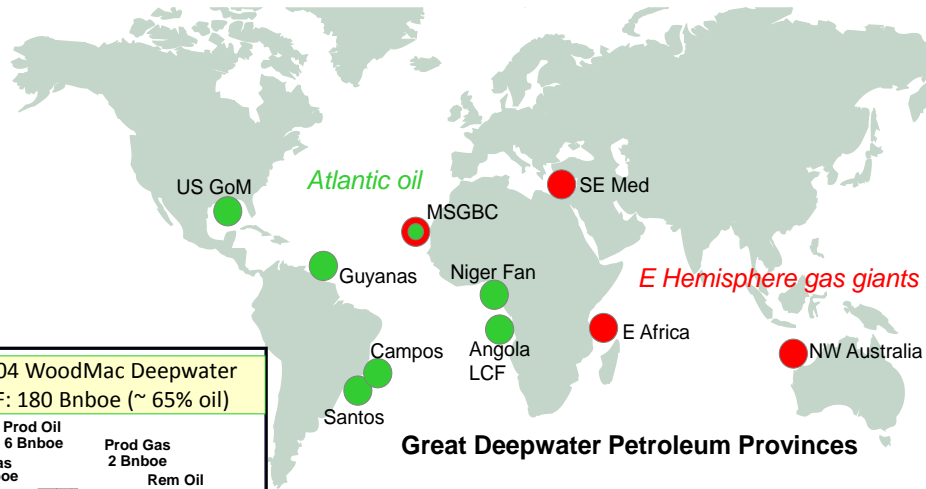 US GoM
Atlantic oil
SE Med
MSGBC
Guyanas
Niger Fan
E Hemisphere gas giants
E Africa
Angola
LCF
NW Australia
Campos
Santos
Great Deepwater Petroleum Provinces
04 WoodMac Deepwater
F: 180 Bnboe (~ 65% oil)
Prod Oil
6 Bnboe
Prod Gas
2 Bnboe
Rem Oil